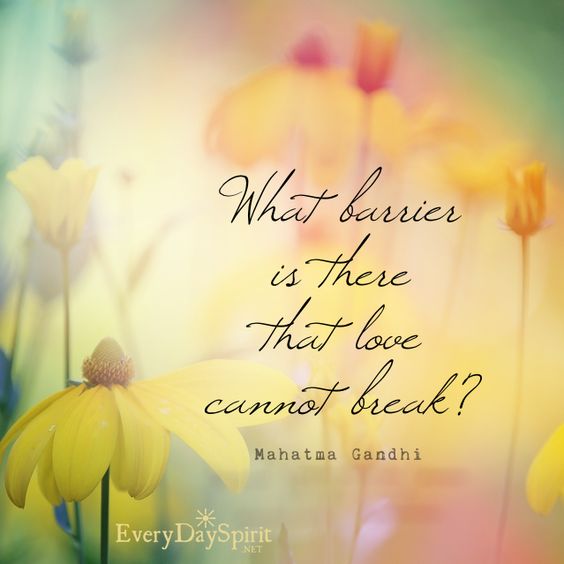 What barrier
is there
that love
cannot break?
Mahatma Gandhi
EveryDaySpirit
.NET